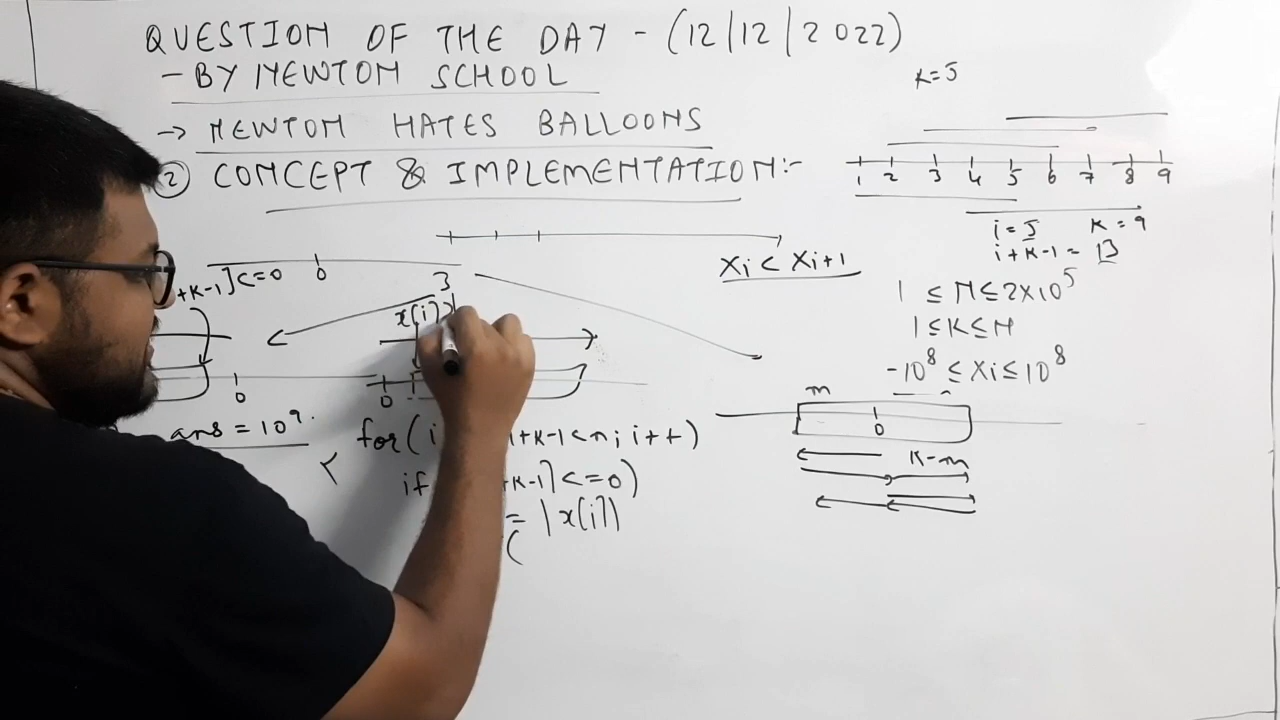 QUESTION OF THE DAY - (12|12|2022)
- BY NEWTON SCHOOL
K=5
→ NEWTON HATES BALLOONS
② CONCEPT & IMPLEMENTATION:-
1 2 3 4 5 6 7 8 9
i=5 K=9
i+K-1 = 13
Xi < Xi+1
+K-1]<=0
0
3
x[i]>
1 ≤ N ≤ 2X10^5
1 ≤ K ≤ N
-10^8 ≤ Xi ≤ 10^8
0
0
m
0
ans = 10^9.
for(i i+K-1<n; i++)
K-m
if +K-1]<=0)
= |x[i]|
(